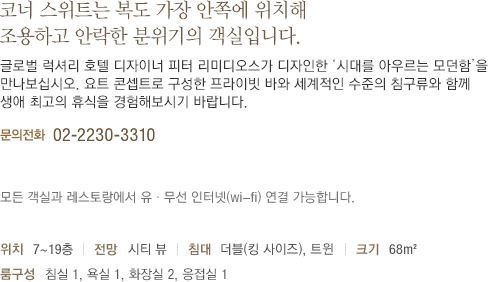 코너 스위트는 복도 가장 안쪽에 위치해
조용하고 안락한 분위기의 객실입니다.
글로벌 럭셔리 호텔 디자이너 피터 리미디오스가 디자인한 ‘시대를 아우르는 모던함’을
만나보십시오. 요트 콘셉트로 구성한 프라이빗 바와 세계적인 수준의 침구류와 함께
생애 최고의 휴식을 경험해보시기 바랍니다.
문의전화 02-2230-3310
모든 객실과 레스토랑에서 유 · 무선 인터넷(wi-fi) 연결 가능합니다.
위치 7~19층 | 전망 시티 뷰 | 침대 더블(킹 사이즈), 트윈 | 크기 68m²
룸구성 침실 1, 욕실 1, 화장실 2, 응접실 1